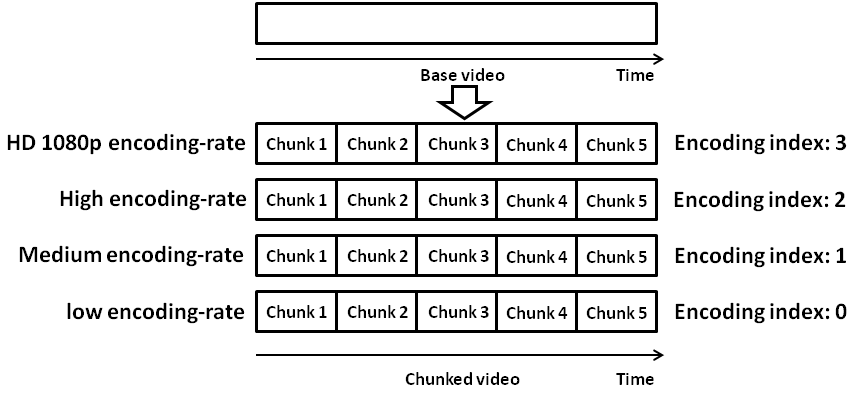 Base video Time
HD 1080p encoding-rate Chunk 1 Chunk 2 Chunk 3 Chunk 4 Chunk 5 Encoding index: 3
High encoding-rate Chunk 1 Chunk 2 Chunk 3 Chunk 4 Chunk 5 Encoding index: 2
Medium encoding-rate Chunk 1 Chunk 2 Chunk 3 Chunk 4 Chunk 5 Encoding index: 1
low encoding-rate Chunk 1 Chunk 2 Chunk 3 Chunk 4 Chunk 5 Encoding index: 0
Chunked video Time